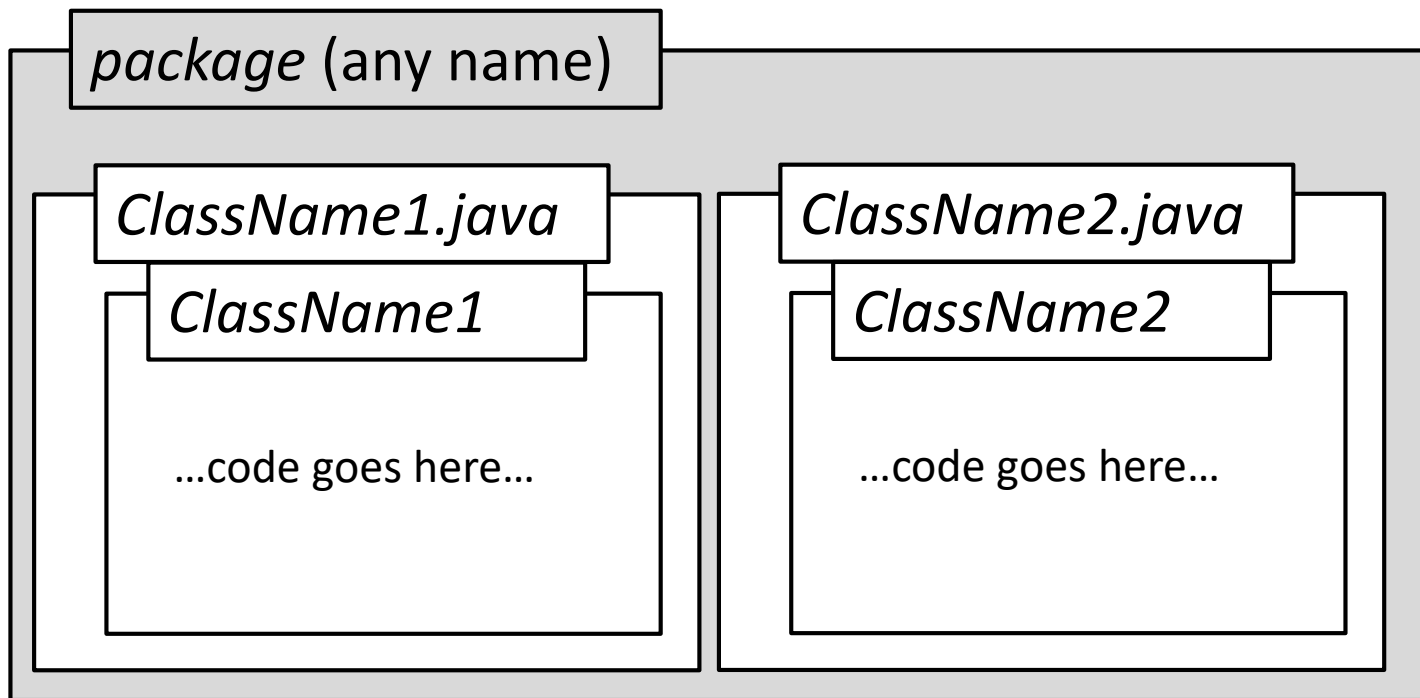 package (any name)
ClassName1.java
ClassName1
…code goes here…
ClassName2.java
ClassName2
…code goes here…